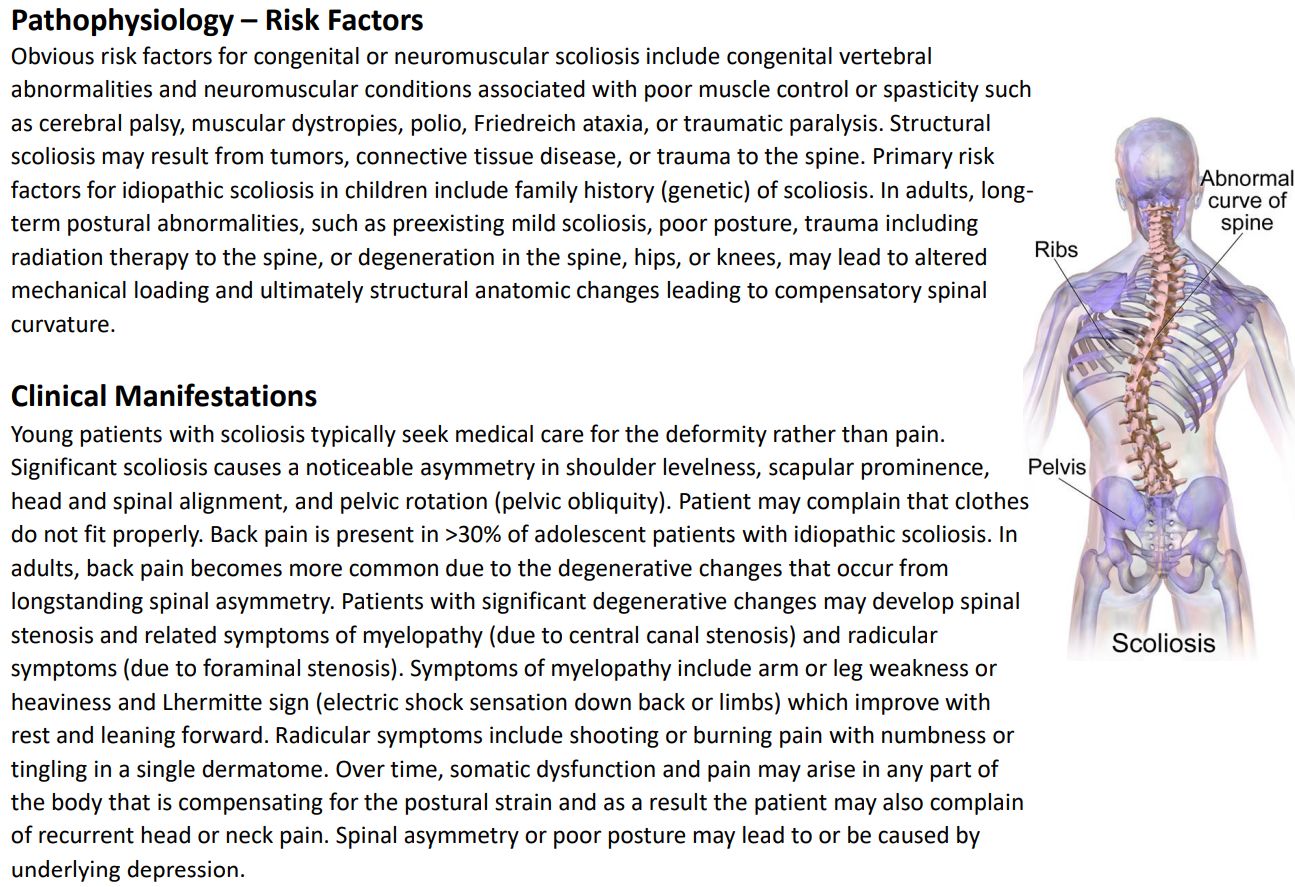 Pathophysiology – Risk Factors
Obvious risk factors for congenital or neuromuscular scoliosis include congenital vertebral
abnormalities and neuromuscular conditions associated with poor muscle control or spasticity such
as cerebral palsy, muscular dystropies, polio, Friedreich ataxia, or traumatic paralysis. Structural
scoliosis may result from tumors, connective tissue disease, or trauma to the spine. Primary risk
factors for idiopathic scoliosis in children include family history (genetic) of scoliosis. In adults, long-
term postural abnormalities, such as preexisting mild scoliosis, poor posture, trauma including
radiation therapy to the spine, or degeneration in the spine, hips, or knees, may lead to altered
mechanical loading and ultimately structural anatomic changes leading to compensatory spinal
curvature.
Clinical Manifestations
Young patients with scoliosis typically seek medical care for the deformity rather than pain.
Significant scoliosis causes a noticeable asymmetry in shoulder levelness, scapular prominence,
head and spinal alignment, and pelvic rotation (pelvic obliquity). Patient may complain that clothes
do not fit properly. Back pain is present in >30% of adolescent patients with idiopathic scoliosis. In
adults, back pain becomes more common due to the degenerative changes that occur from
longstanding spinal asymmetry. Patients with significant degenerative changes may develop spinal
stenosis and related symptoms of myelopathy (due to central canal stenosis) and radicular
symptoms (due to foraminal stenosis). Symptoms of myelopathy include arm or leg weakness or
heaviness and Lhermitte sign (electric shock sensation down back or limbs) which improve with
rest and leaning forward. Radicular symptoms include shooting or burning pain with numbness or
tingling in a single dermatome. Over time, somatic dysfunction and pain may arise in any part of
the body that is compensating for the postural strain and as a result the patient may also complain
of recurrent head or neck pain. Spinal asymmetry or poor posture may lead to or be caused by
underlying depression.
Abnormal
curve of
spine
Ribs
Pelvis
Scoliosis